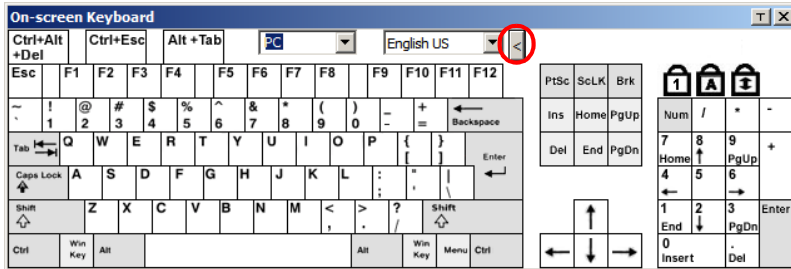 On-screen Keyboard T X
Ctrl+Alt +Del Ctrl+Esc Alt +Tab PC English US <
Esc F1 F2 F3 F4 F5 F6 F7 F8 F9 F10 F11 F12 PtSc ScLK Brk 1 A
~ ! @ # $ % ^ & * ( ) _ +
` 1 2 3 4 5 6 7 8 9 0 - = Backspace Ins Home PgUp Num / * -
Tab Q W E R T Y U I O P { }
[ ] Enter Del End PgDn 7 Home 8 ↑ 9 PgUp +
Caps Lock A S D F G H J K L : " |
; ' \ 4 ← 5 6 →
Shift Z X C V B N M < > ? Shift
, . / ↑ 1 End 2 ↓ 3 PgDn Enter
Ctrl Win Key Alt Alt Win Key Menu Ctrl ← ↓ → 0 Insert . Del